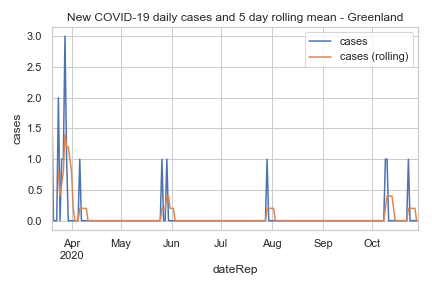 New COVID-19 daily cases and 5 day rolling mean - Greenland
cases
cases (rolling)
3.0
2.5
2.0
1.5
1.0
0.5
0.0
cases
Apr May Jun Jul Aug Sep Oct
2020
dateRep